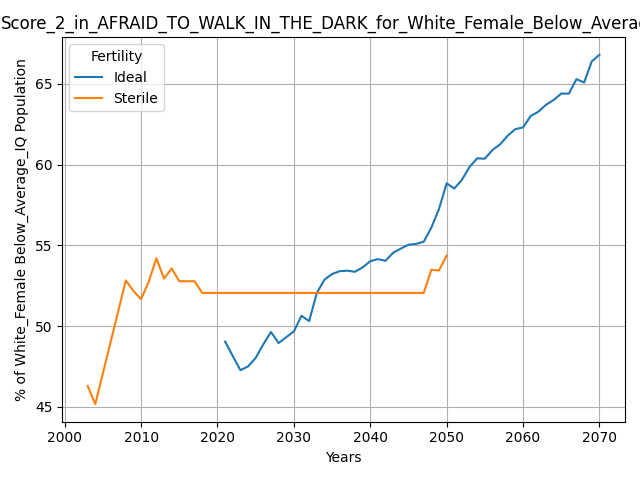 Score_2_in_AFRAID_TO_WALK_IN_THE_DARK_for_White_Female_Below_Avera
Fertility
Ideal
Sterile
% of White_Female Below_Average_IQ Population
65
60
55
50
45
2000 2010 2020 2030 2040 2050 2060 2070
Years